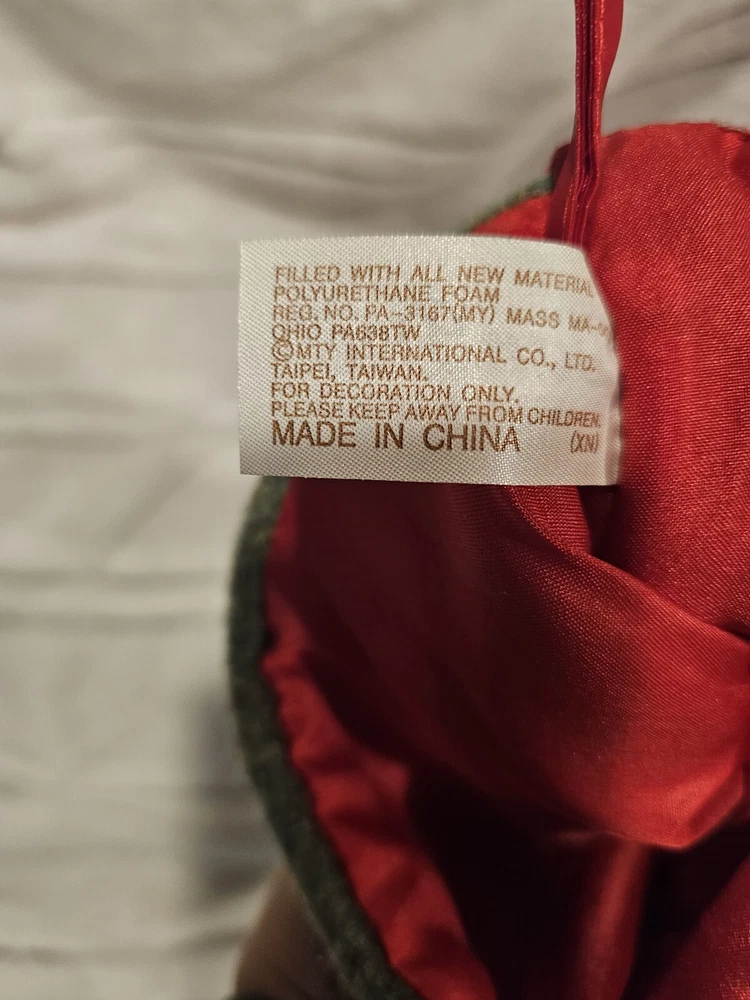 FILLED WITH ALL NEW MATERIAL
POLYURETHANE FOAM
REG. NO. PA-3167(MY) MASS MA-
OHIO PA638TW
©MTY INTERNATIONAL CO., LTD.
TAIPEI, TAIWAN.
FOR DECORATION ONLY.
PLEASE KEEP AWAY FROM CHILDREN.
MADE IN CHINA (XN)